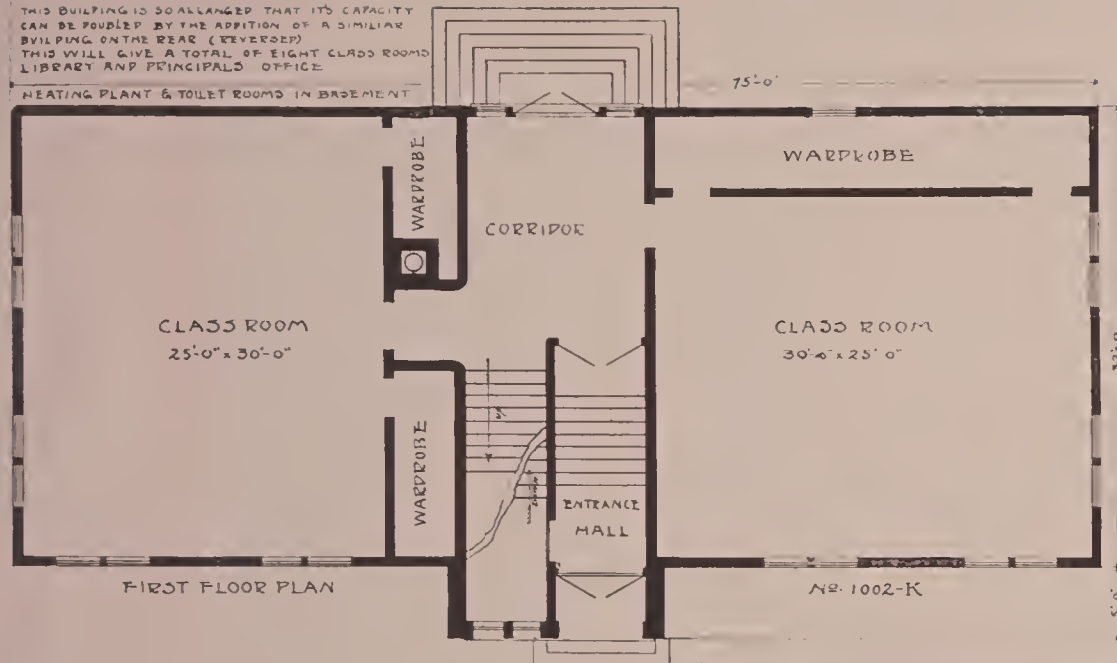 THIS BUILDING IS SO ARRANGED THAT ITS CAPACITY
CAN BE DOUBLED BY THE ADDITION OF A SIMILIAR
BUILDING ON THE REAR (REVERSED)
THIS WILL GIVE A TOTAL OF EIGHT CLASS ROOMS
LIBRARY AND PRINCIPALS OFFICE
HEATING PLANT & TOILET ROOMS IN BASEMENT
75'-0"
WARDROBE
WARDROBE
CORRIDOR
CLASS ROOM
25'-0" x 30'-0"
CLASS ROOM
30'-0" x 25'-0"
UP
WARDROBE
ENTRANCE
HALL
FIRST FLOOR PLAN
No. 1002-K
5'-0"